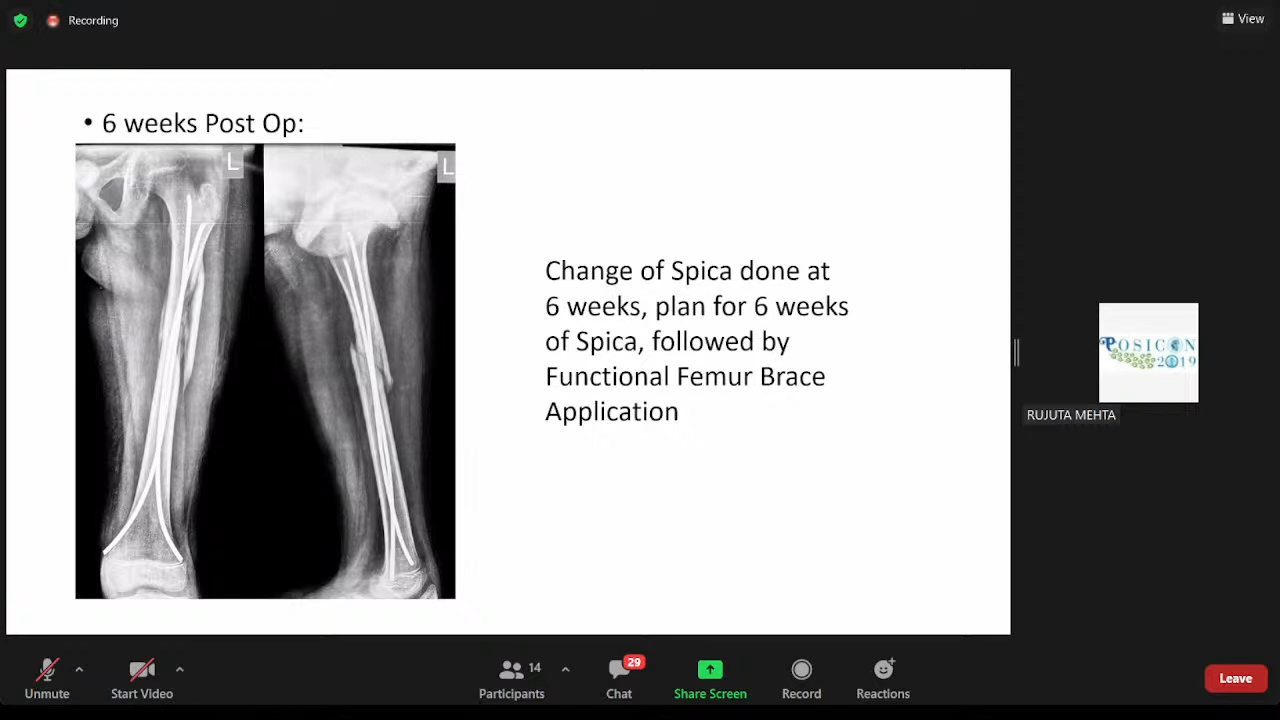 Recording
View
• 6 weeks Post Op:
L
L
Change of Spica done at
6 weeks, plan for 6 weeks
of Spica, followed by
Functional Femur Brace
Application
POSICON
2019
RUJUTA MEHTA
Unmute
Start Video
14
Participants
29
Chat
Share Screen
Record
Reactions
Leave